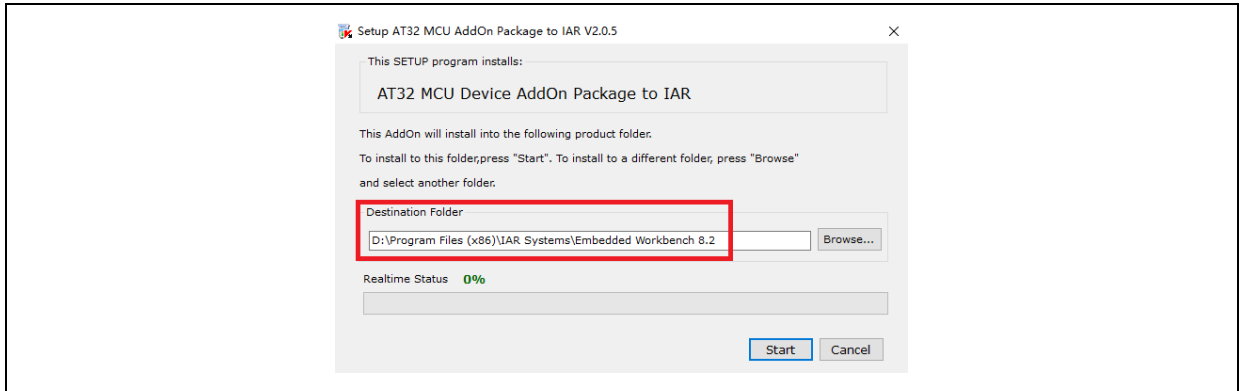 Setup AT32 MCU AddOn Package to IAR V2.0.5
This SETUP program installs:
AT32 MCU Device AddOn Package to IAR
This AddOn will install into the following product folder.
To install to this folder,press "Start". To install to a different folder, press "Browse"
and select another folder.
Destination Folder
D:\Program Files (x86)\IAR Systems\Embedded Workbench 8.2
Browse...
Realtime Status 0%
Start Cancel